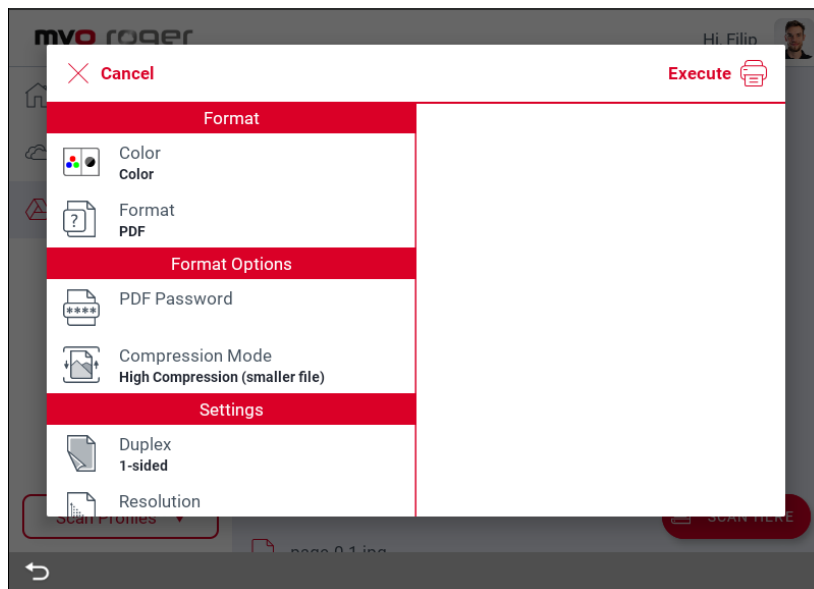 mvo roger
Hi, Filip
Cancel
Execute
Format
Color
Color
Format
?
PDF
Format Options
****
PDF Password
Compression Mode
High Compression (smaller file)
Settings
Duplex
1-sided
Resolution
Scan Profiles
SCAN HERE
page-0-1.jpg